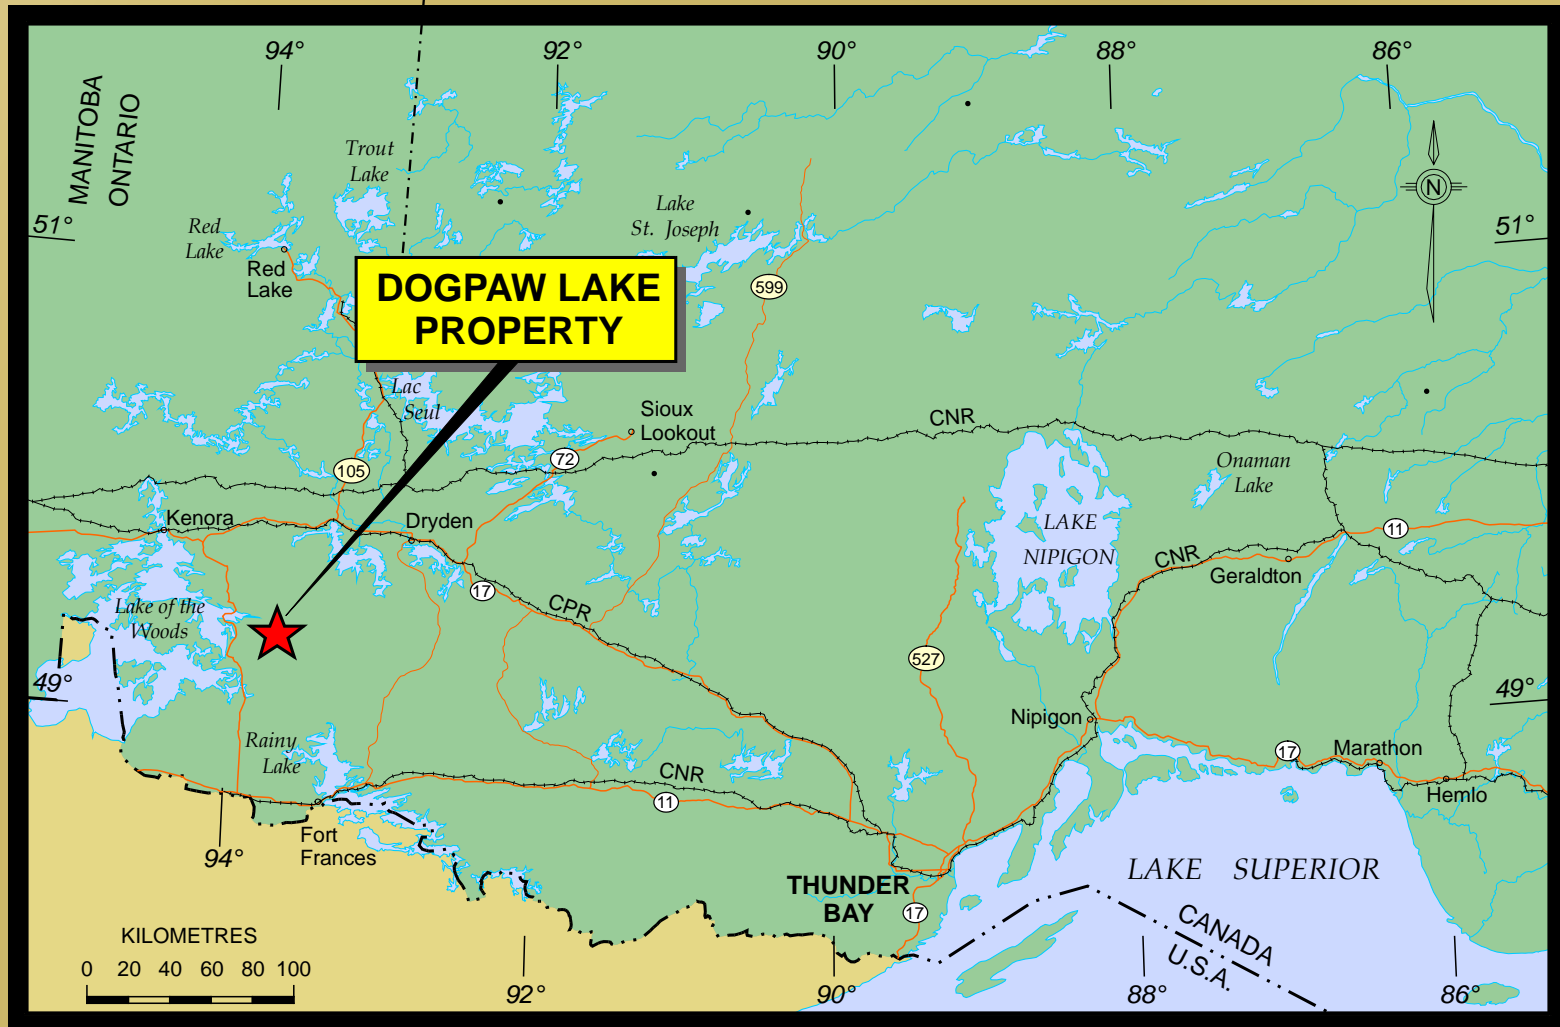 94°
92°
90°
88°
86°
MANITOBA
ONTARIO
Trout
Lake
N
51°
Red
Lake
Lake
St. Joseph
51°
Red
Lake
DOGPAW LAKE
PROPERTY
599
Lac
Seul
Sioux
Lookout
CNR
105
72
Onaman
Lake
Kenora
Dryden
LAKE
NIPIGON
11
CNR
Geraldton
17
CPR
Lake of the
Woods
527
49°
49°
Nipigon
Rainy
Lake
17
Marathon
CNR
11
Hemlo
Fort
Frances
94°
LAKE SUPERIOR
THUNDER
BAY
17
CANADA
U.S.A.
KILOMETRES
0 20 40 60 80 100
92°
90°
88°
86°